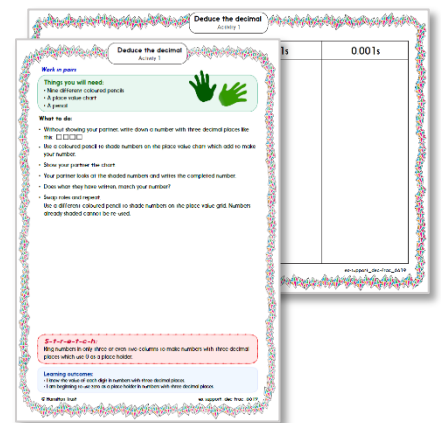 Deduce the decimal
Activity 1
0.001s
Deduce the decimal
Activity 1
Work in pairs
Things you will need:
• Nine different coloured pencils
• A place value chart
• A pencil
What to do:
• Without showing your partner, write down a number with three decimal places like
this: □.□□□
• Use a coloured pencil to shade numbers on the place value chart which add to make
your number.
• Show your partner the chart.
• Your partner looks at the shaded numbers and writes the completed number.
• Does what they have written match your number?
• Swap roles and repeat.
Use a different coloured pencil to shade numbers on the place value grid. Numbers
already shaded cannot be re-used.
S-t-r-e-t-c-h:
Ring numbers in only three or even two columns to make numbers with three decimal
places which use 0 as a place holder.
Learning outcomes:
• I know the value of each digit in numbers with three decimal places.
• I am beginning to use zero as a place holder in numbers with three decimal places.
© Hamilton Trust
ex-support_dec-frac_6619
ex-support_dec-frac_6619